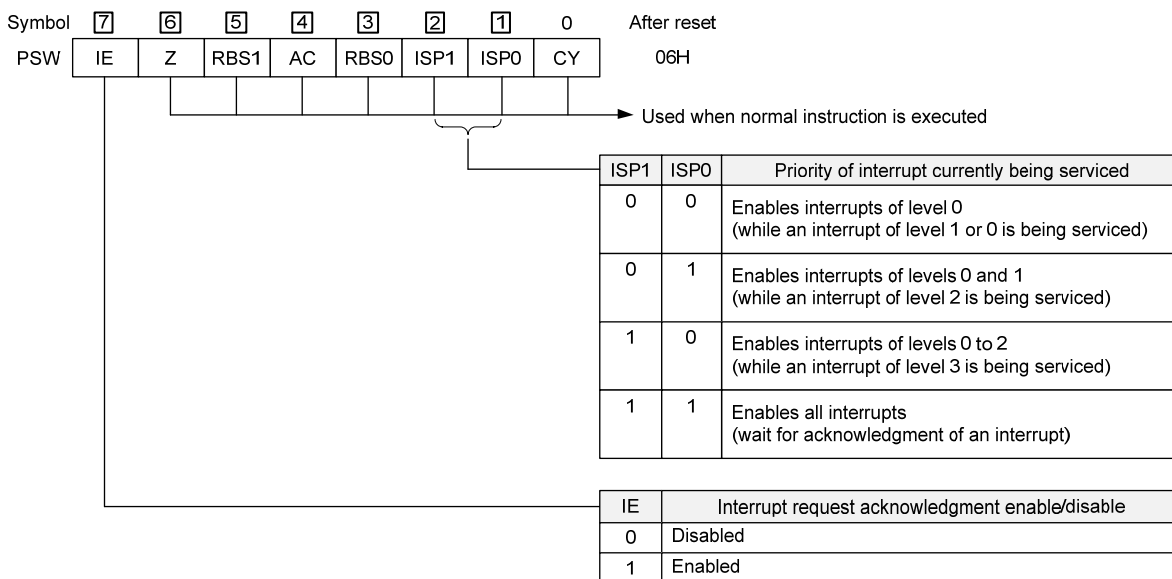 Symbol 7 6 5 4 3 2 1 0 After reset
PSW IE Z RBS1 AC RBS0 ISP1 ISP0 CY 06H
Used when normal instruction is executed
ISP1 ISP0 Priority of interrupt currently being serviced
0 0 Enables interrupts of level 0
(while an interrupt of level 1 or 0 is being serviced)
0 1 Enables interrupts of levels 0 and 1
(while an interrupt of level 2 is being serviced)
1 0 Enables interrupts of levels 0 to 2
(while an interrupt of level 3 is being serviced)
1 1 Enables all interrupts
(wait for acknowledgment of an interrupt)
IE Interrupt request acknowledgment enable/disable
0 Disabled
1 Enabled